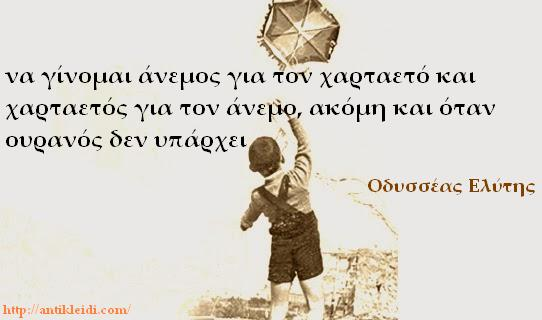 να γίνομαι άνεμος για τον χαρταετό και
χαρταετός για τον άνεμο, ακόμη και όταν
ουρανός δεν υπάρχει
Οδυσσέας Ελύτης
http://antikleidi.com/